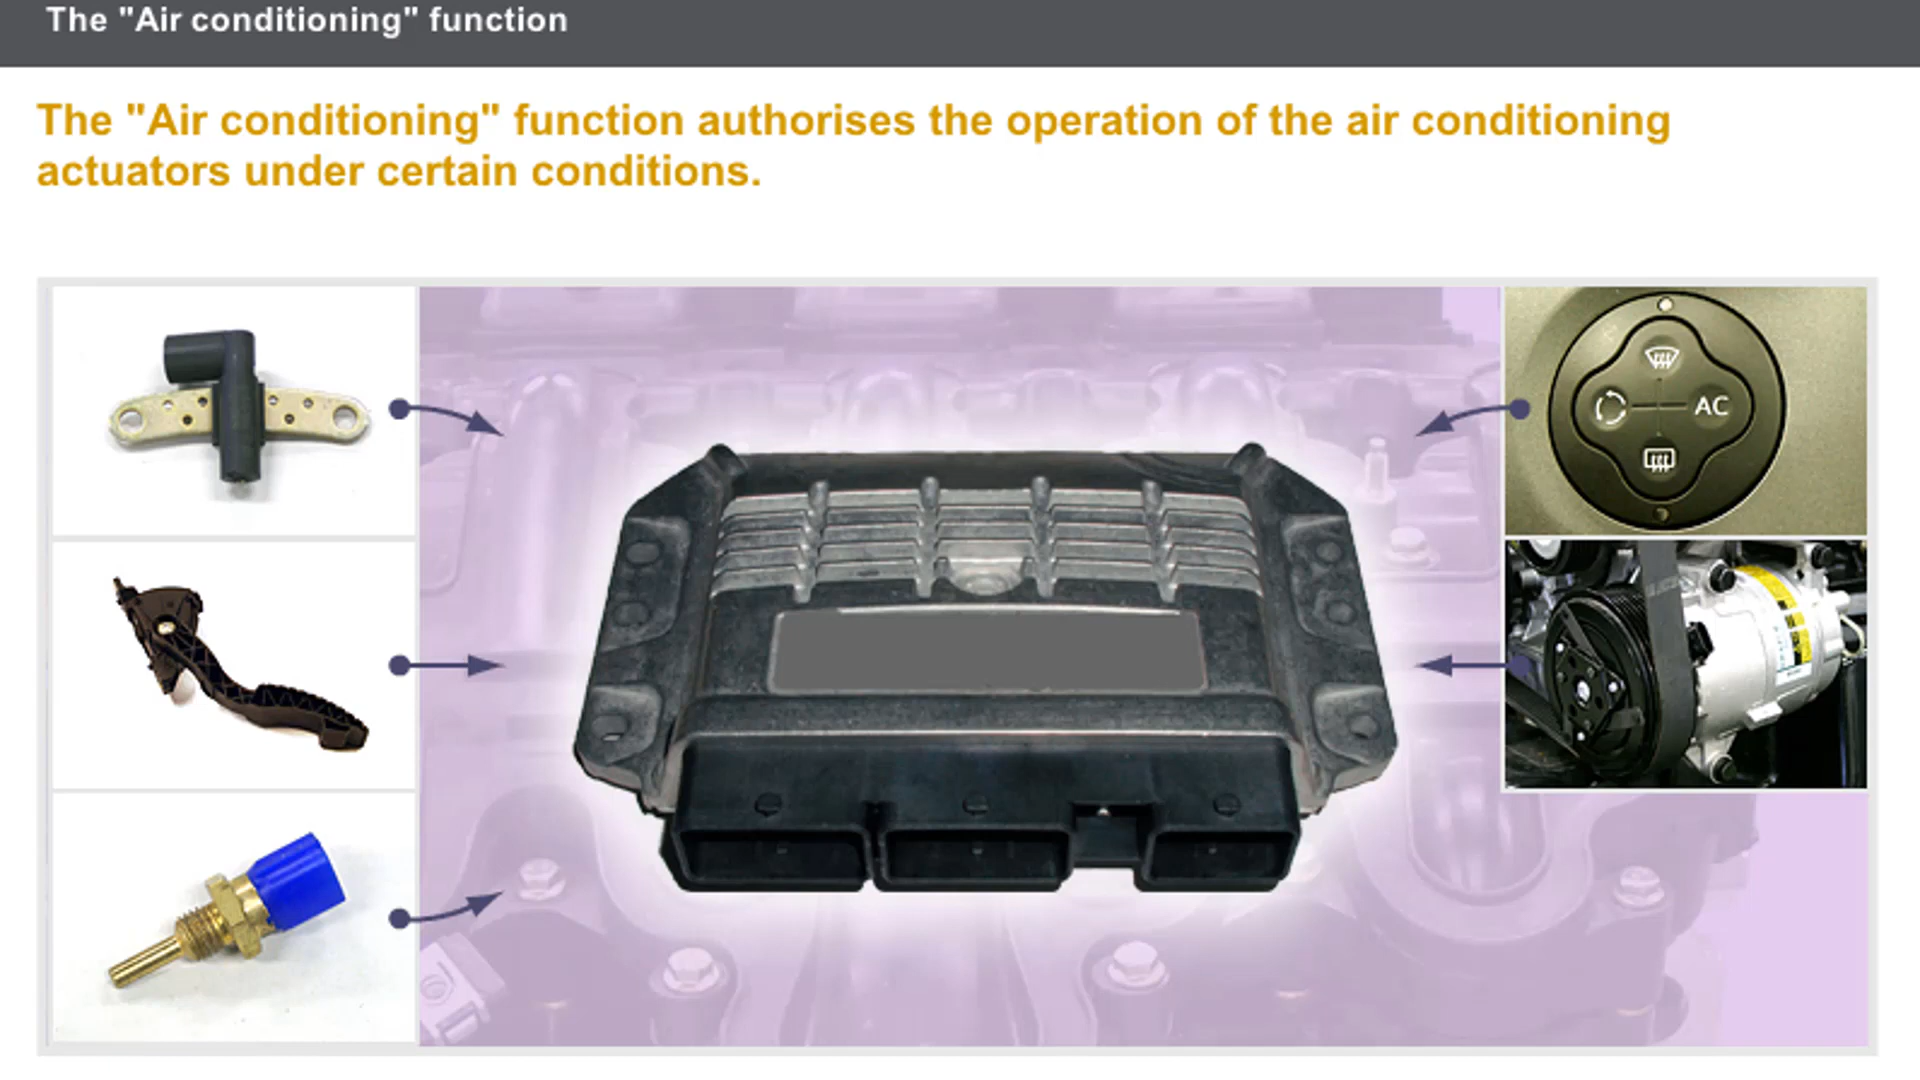 The "Air conditioning" function
The "Air conditioning" function authorises the operation of the air conditioning
actuators under certain conditions.
AC